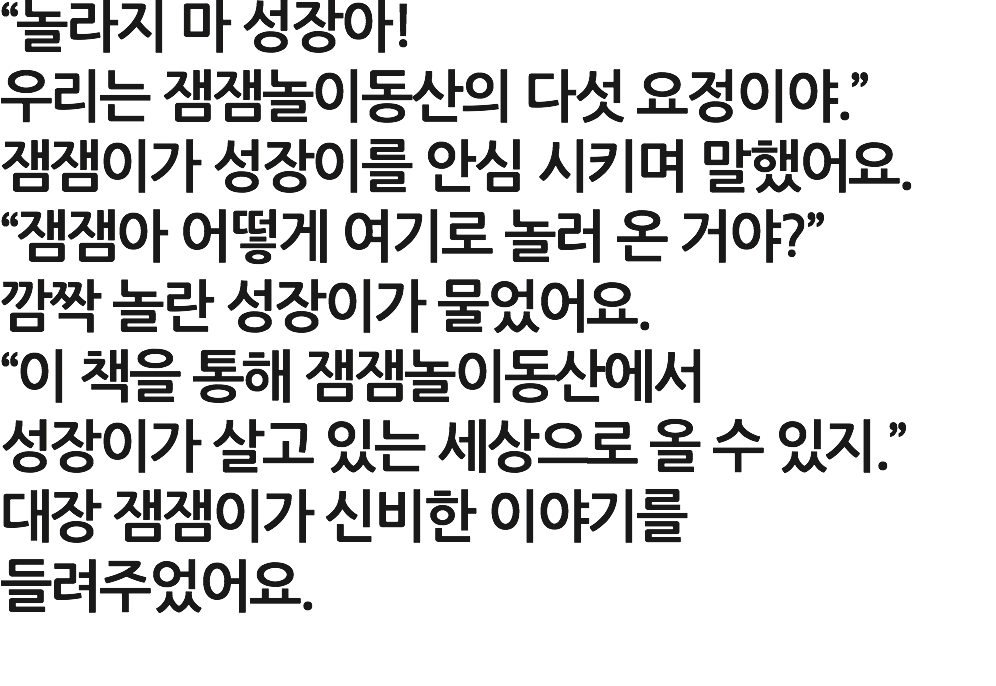 “놀라지 마 성장아!
우리는 잼잼놀이동산의 다섯 요정이야.”
잼잼이가 성장이를 안심 시키며 말했어요.
“잼잼아 어떻게 여기로 놀러 온 거야?”
깜짝 놀란 성장이가 물었어요.
“이 책을 통해 잼잼놀이동산에서
성장이가 살고 있는 세상으로 올 수 있지.”
대장 잼잼이가 신비한 이야기를
들려주었어요.